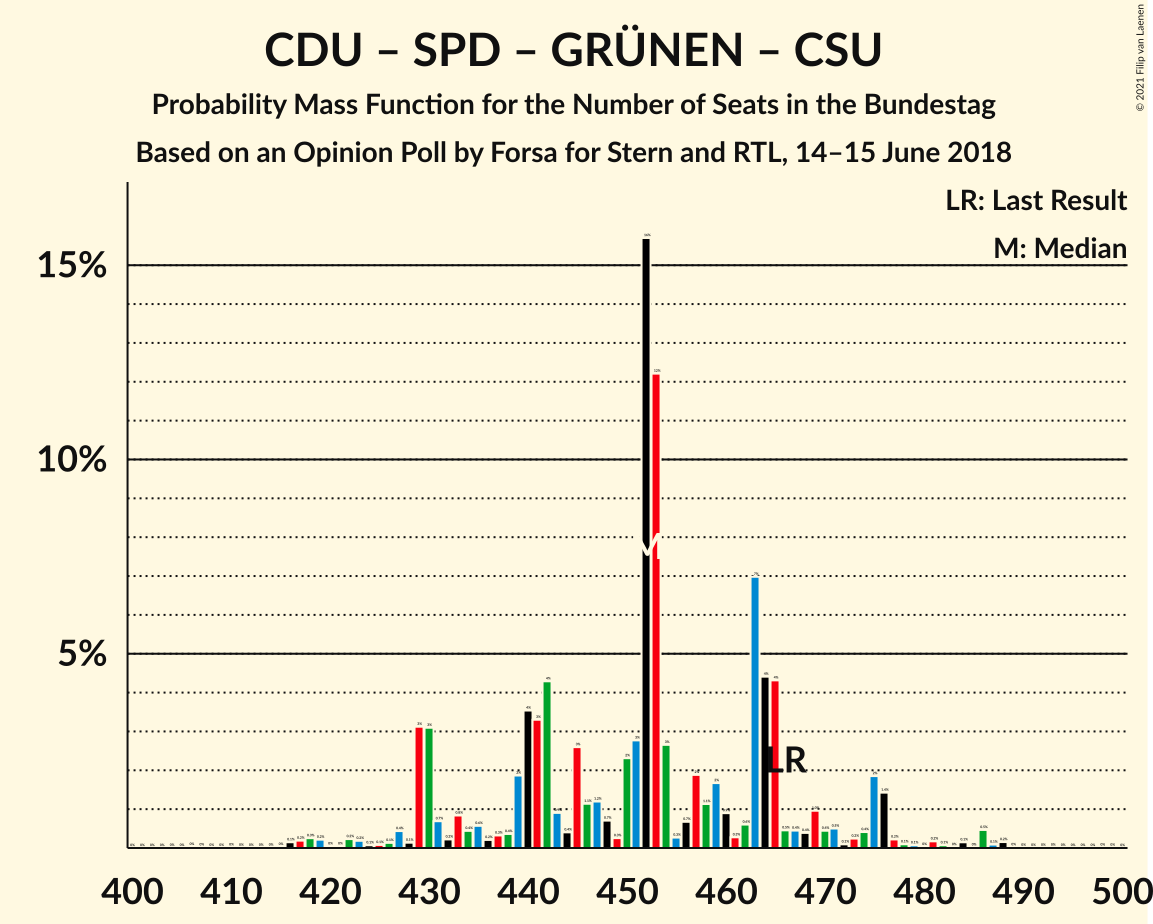 CDU – SPD – GRÜNEN – CSU
Probability Mass Function for the Number of Seats in the Bundestag
Based on an Opinion Poll by Forsa for Stern and RTL, 14–15 June 2018
© 2021 Filip van Laenen
LR: Last Result
M: Median
15%
10%
5%
M
LR
400 410 420 430 440 450 460 470 480 490 500